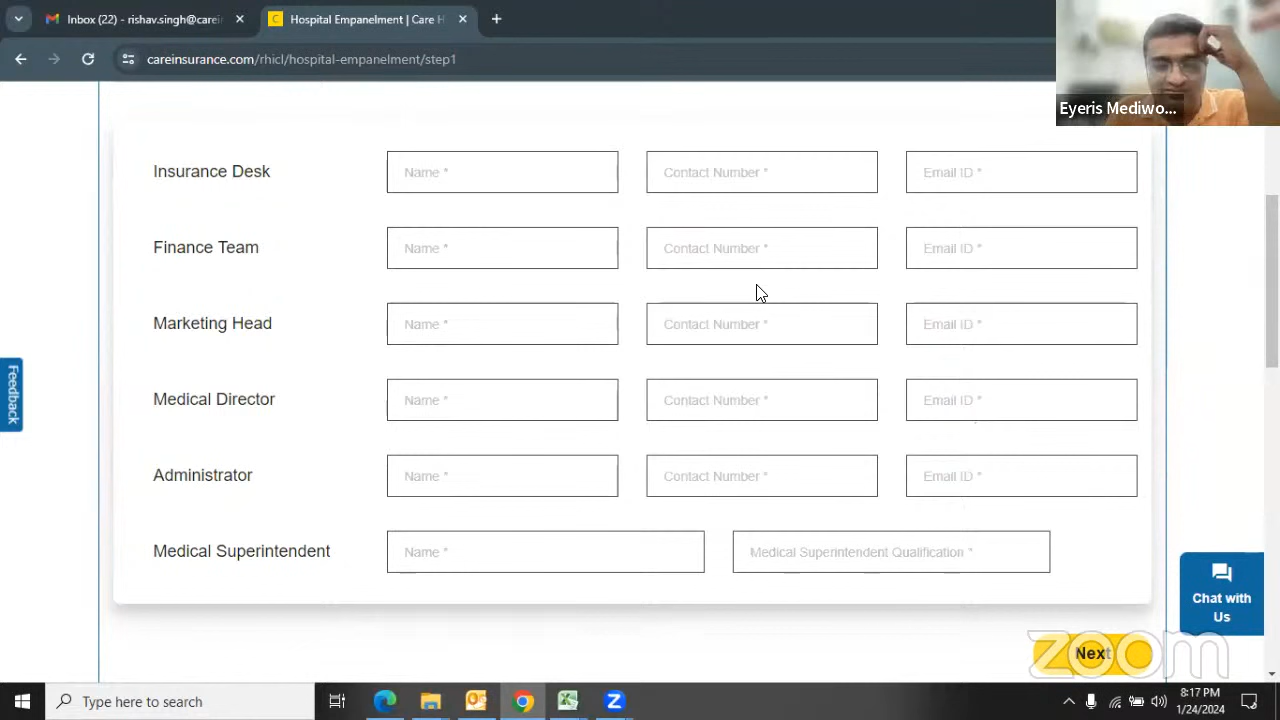 Inbox (22) - rishav.singh@carei
Hospital Empanelment | Care H
careinsurance.com/rhicl/hospital-empanelment/step1
Eyeris Mediwo...
Insurance Desk Name * Contact Number * Email ID *
Finance Team Name * Contact Number * Email ID *
Marketing Head Name * Contact Number * Email ID *
Medical Director Name * Contact Number * Email ID *
Administrator Name * Contact Number * Email ID *
Medical Superintendent Name * Medical Superintendent Qualification *
Feedback
Chat with
Us
Next
zoom
Type here to search
8:17 PM
1/24/2024